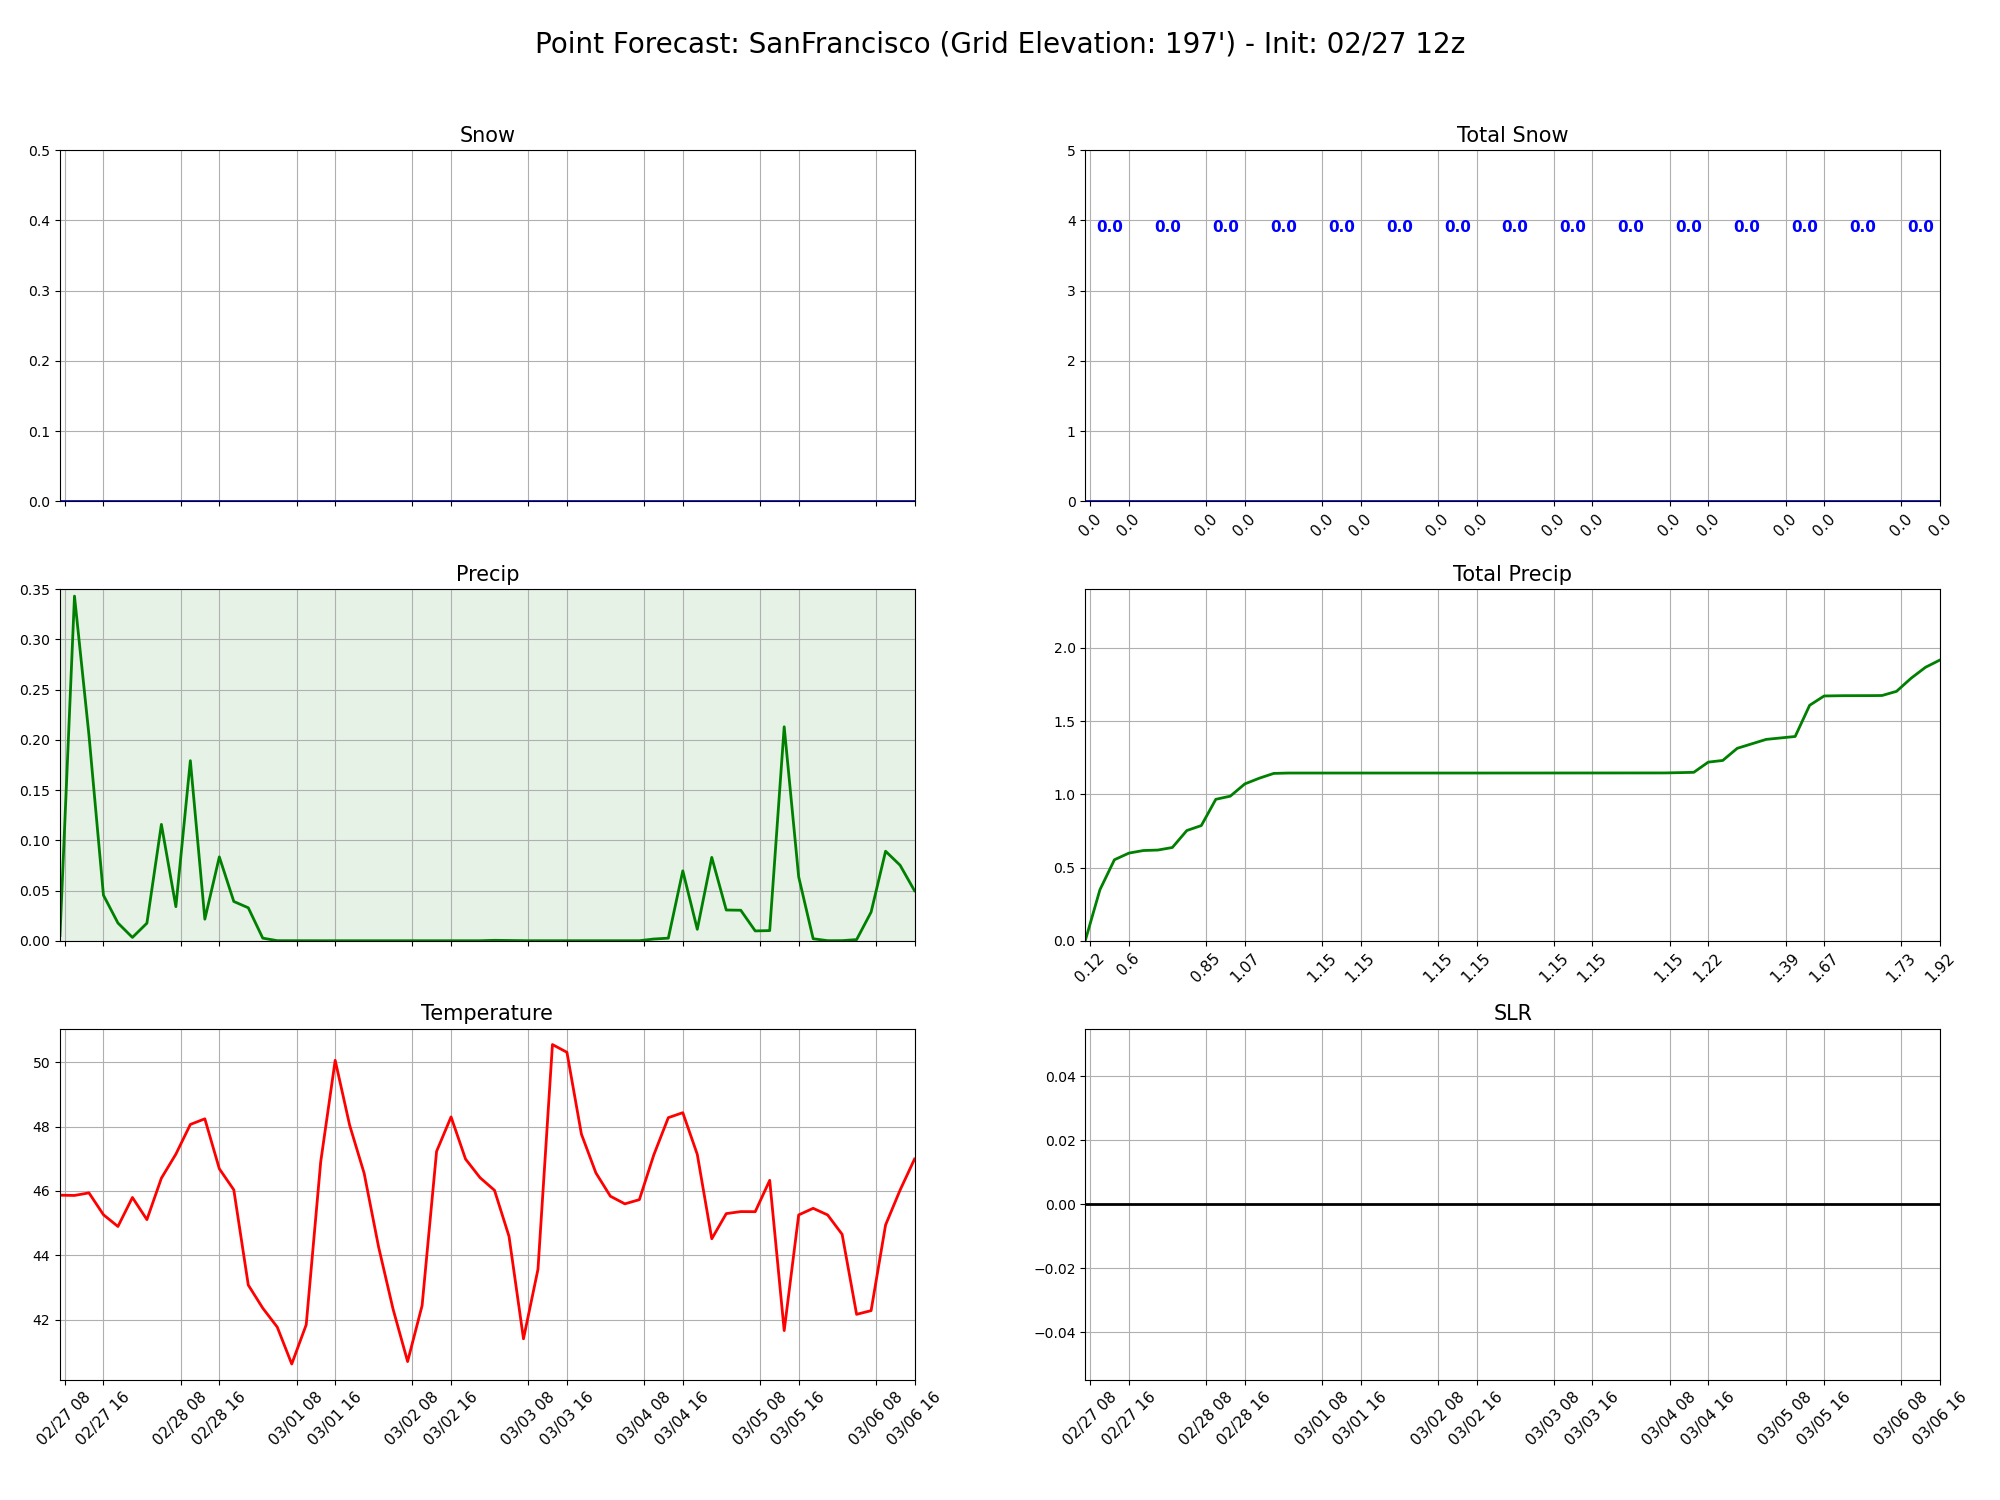 Point Forecast: SanFrancisco (Grid Elevation: 197') - Init: 02/27 12z
Snow
0.5
0.4
0.3
0.2
0.1
0.0
Total Snow
5
4
3
2
1
0
0.0 0.0 0.0 0.0 0.0 0.0 0.0 0.0 0.0 0.0 0.0 0.0 0.0 0.0 0.0
0.0 0.0 0.0 0.0 0.0 0.0 0.0 0.0 0.0 0.0 0.0 0.0 0.0 0.0 0.0 0.0
Precip
0.35
0.30
0.25
0.20
0.15
0.10
0.05
0.00
Total Precip
2.0
1.5
1.0
0.5
0.0
0.12 0.6 0.85 1.07 1.15 1.15 1.15 1.15 1.15 1.15 1.15 1.22 1.39 1.67 1.73 1.92
Temperature
50
48
46
44
42
02/27 08 02/27 16 02/28 08 02/28 16 03/01 08 03/01 16 03/02 08 03/02 16 03/03 08 03/03 16 03/04 08 03/04 16 03/05 08 03/05 16 03/06 08 03/06 16
SLR
0.04
0.02
0.00
−0.02
−0.04
02/27 08 02/27 16 02/28 08 02/28 16 03/01 08 03/01 16 03/02 08 03/02 16 03/03 08 03/03 16 03/04 08 03/04 16 03/05 08 03/05 16 03/06 08 03/06 16